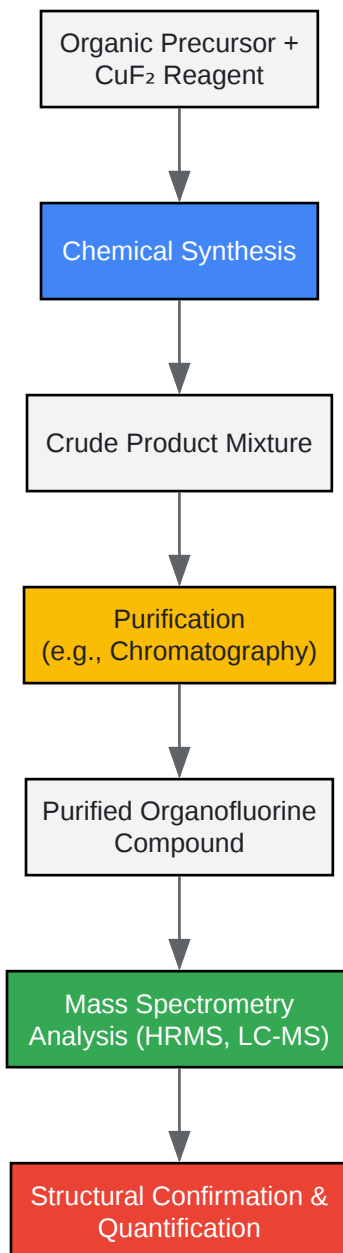 Organic Precursor +
CuF₂ Reagent
Chemical Synthesis
Crude Product Mixture
Purification
(e.g., Chromatography)
Purified Organofluorine
Compound
Mass Spectrometry
Analysis (HRMS, LC-MS)
Structural Confirmation &
Quantification